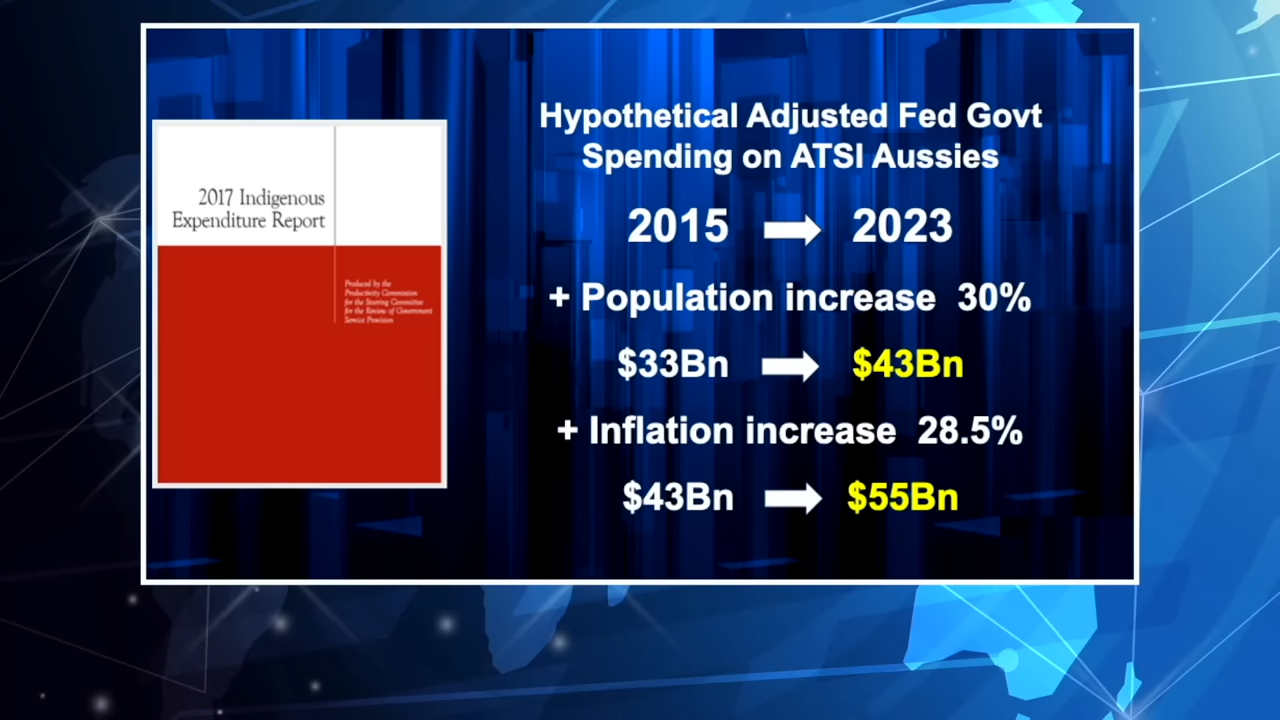 2017 Indigenous
Expenditure Report
Produced by the
Productivity Commission
for the Steering Committee
for the Review of Government
Service Provision
Hypothetical Adjusted Fed Govt
Spending on ATSI Aussies
2015 2023
+ Population increase 30%
$33Bn $43Bn
+ Inflation increase 28.5%
$43Bn $55Bn